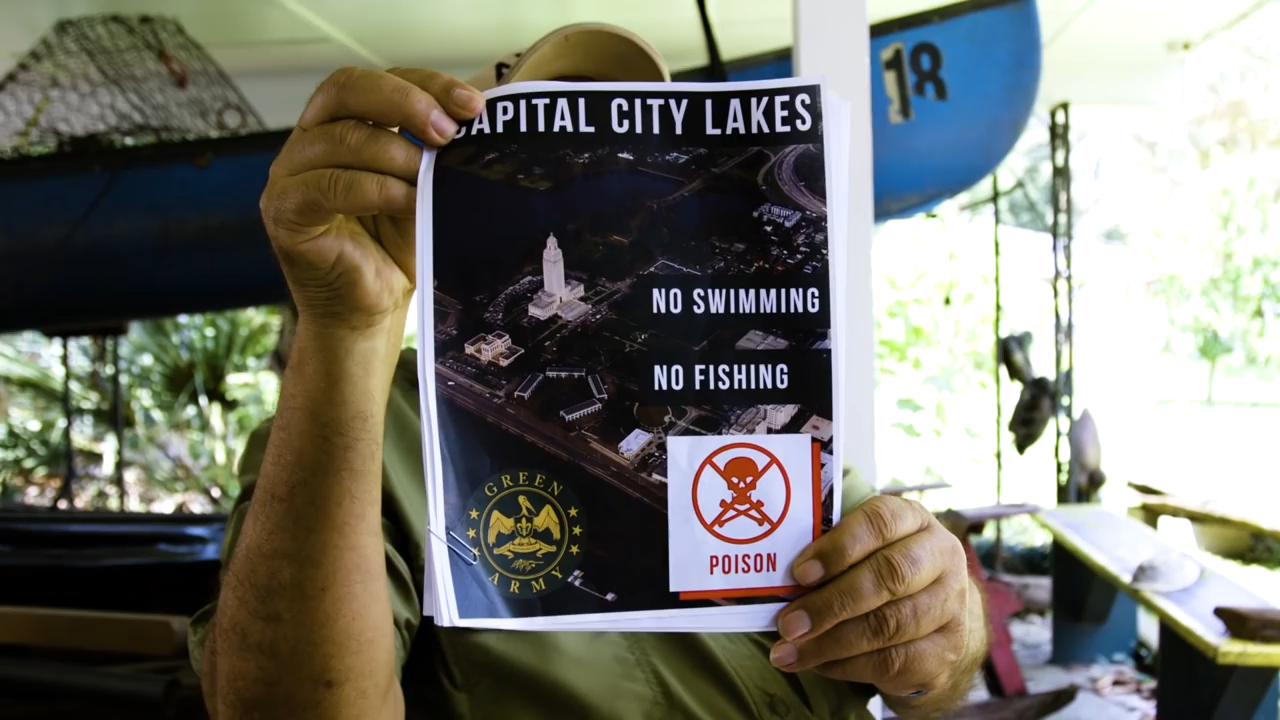 CAPITAL CITY LAKES
18
NO SWIMMING
NO FISHING
GREEN
ARMY
POISON